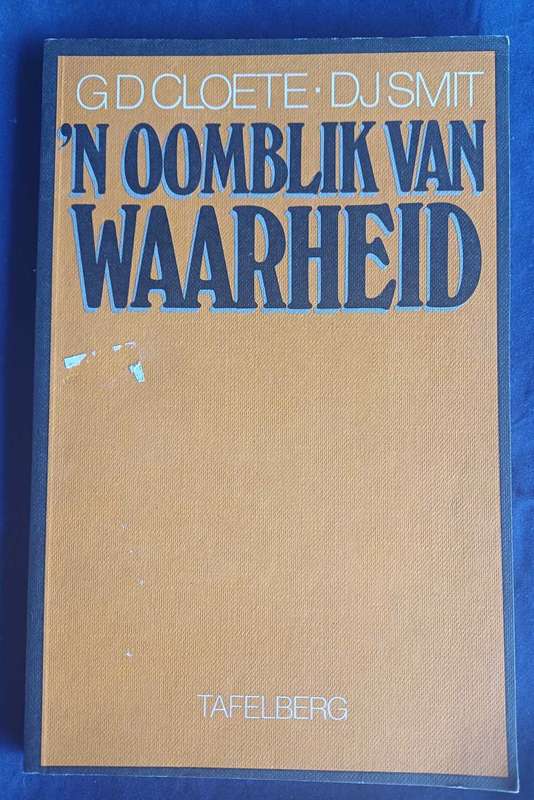 G D CLOETE · D J SMIT
'N OOMBLIK VAN
WAARHEID
TAFELBERG